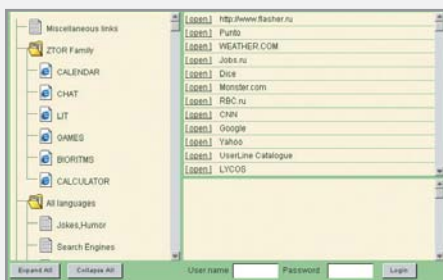 Miscellaneous links
ZTOR Family
CALENDAR
CHAT
LIT
GAMES
BIORITMS
CALCULATOR
All languages
Jokes,Humor
Search Engines
[open] http://www.flasher.ru
[open] Punto
[open] WEATHER.COM
[open] Jobs.ru
[open] Dice
[open] Monster.com
[open] RBC.ru
[open] CNN
[open] Google
[open] Yahoo
[open] UserLine Catalogue
[open] LYCOS
Expand All Collapse All User name Password Login